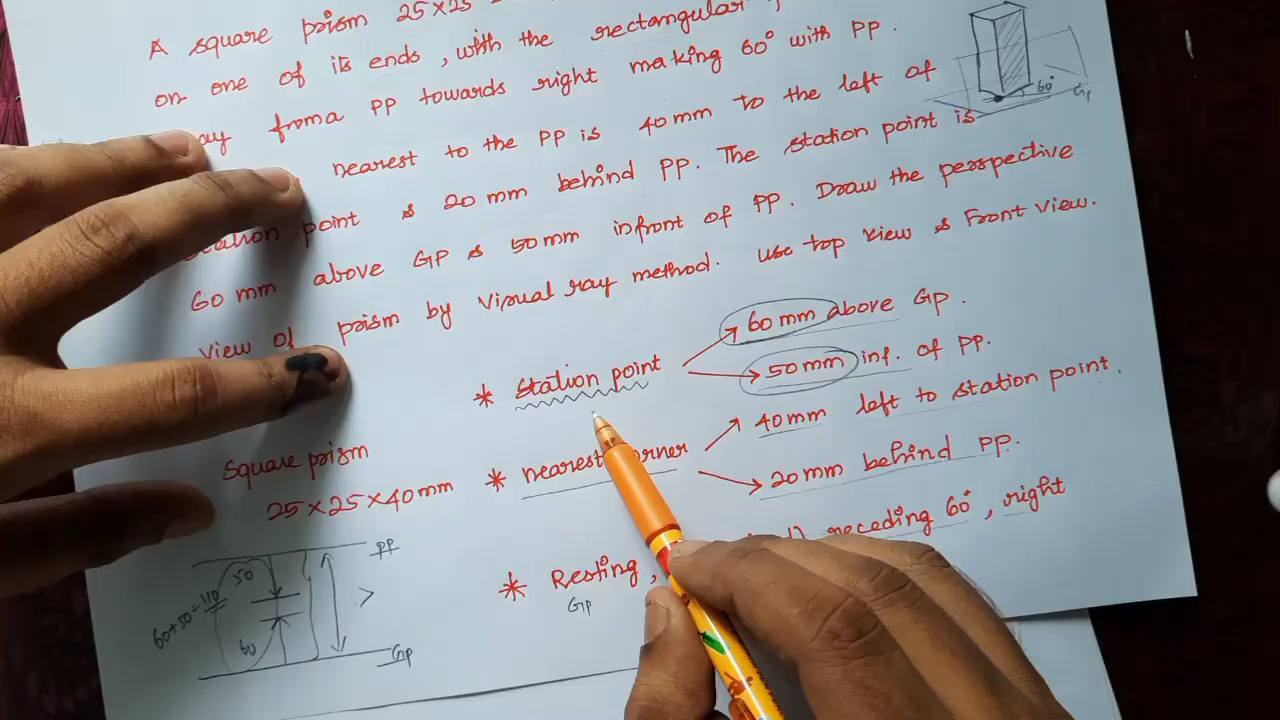 A square prism 25×25
on one of its ends, with the rectangular
from a PP towards right making 60° with PP.
nearest to the PP is 40mm to the left of
point & 20 mm behind PP. The station point is
60 mm above GP & 50mm infront of PP. Draw the perspective
view of prism by Visual ray method. Use top view & Front view.
60°
GP
* Station point
60 mm above GP.
50mm inf. of PP.
* nearest corner
40mm left to station point.
20mm behind PP.
Square prism
25×25×40mm
* Resting,
receding 60°, right
GP
PP
50
60+50=110
60
GP